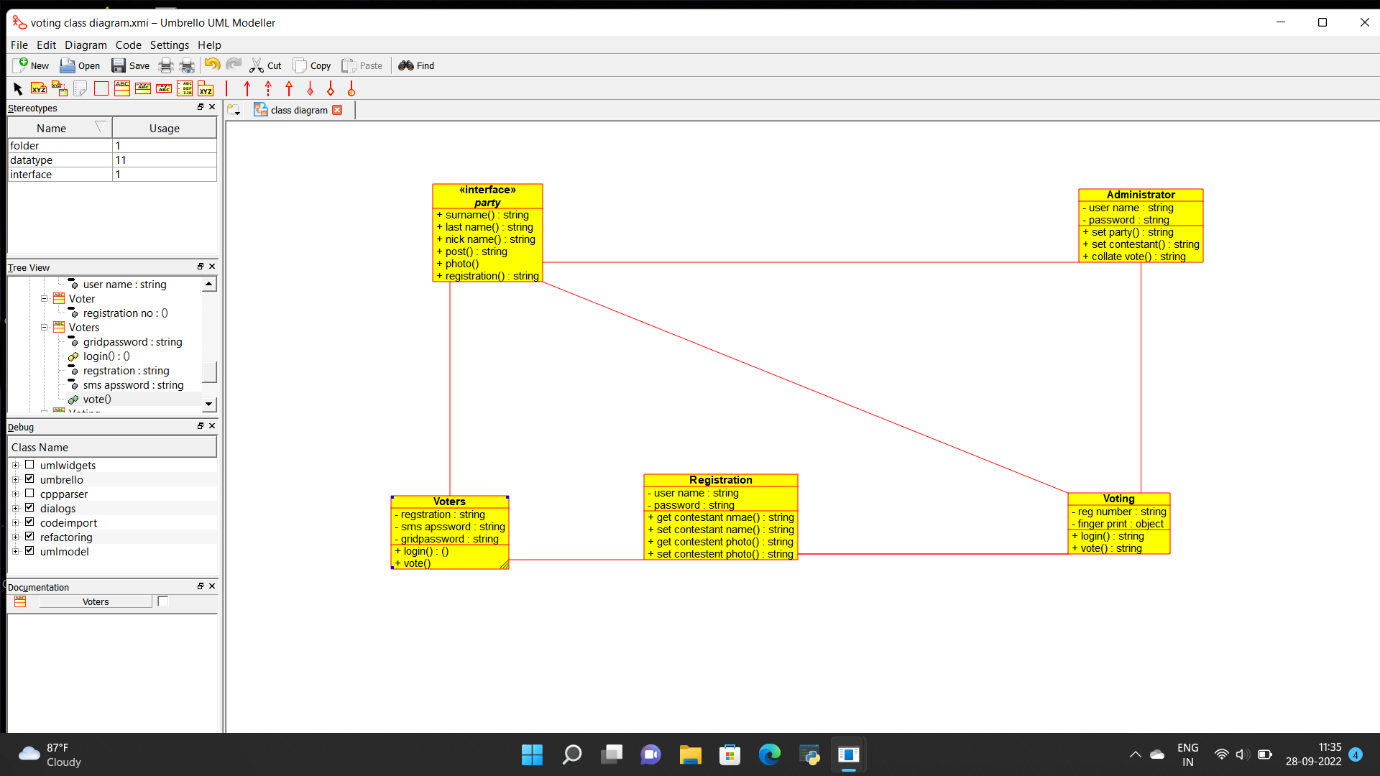 voting class diagram.xmi – Umbrello UML Modeller
File Edit Diagram Code Settings Help
New Open Save Cut Copy Paste Find
Stereotypes
Name Usage
folder 1
datatype 11
interface 1
Tree View
user name : string
Voter
registration no : ()
Voters
gridpassword : string
login() : ()
regstration : string
sms apssword : string
vote()
Voting
Debug
Class Name
umlwidgets
umbrello
cppparser
dialogs
codeimport
refactoring
umlmodel
Documentation
Voters
class diagram
«interface»
party
+ surname() : string
+ last name() : string
+ nick name() : string
+ post() : string
+ photo()
+ registration() : string
Administrator
- user name : string
- password : string
+ set party() : string
+ set contestant() : string
+ collate vote() : string
Voters
- regstration : string
- sms apssword : string
- gridpassword : string
+ login() : ()
+ vote()
Registration
- user name : string
- password : string
+ get contestant nmae() : string
+ set contestant name() : string
+ get contestent photo() : string
+ set contestent photo() : string
Voting
- reg number : string
- finger print : object
+ login() : string
+ vote() : string
87°F
Cloudy
ENG
IN
11:35
28-09-2022
4